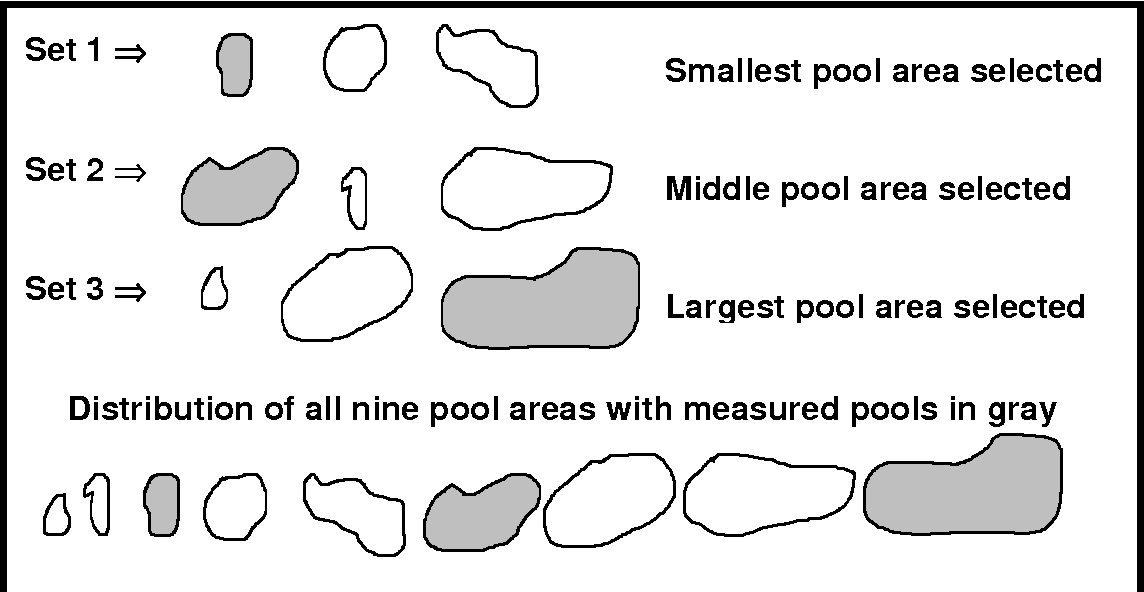 Set 1 ⇒
Smallest pool area selected
Set 2 ⇒
Middle pool area selected
Set 3 ⇒
Largest pool area selected
Distribution of all nine pool areas with measured pools in gray